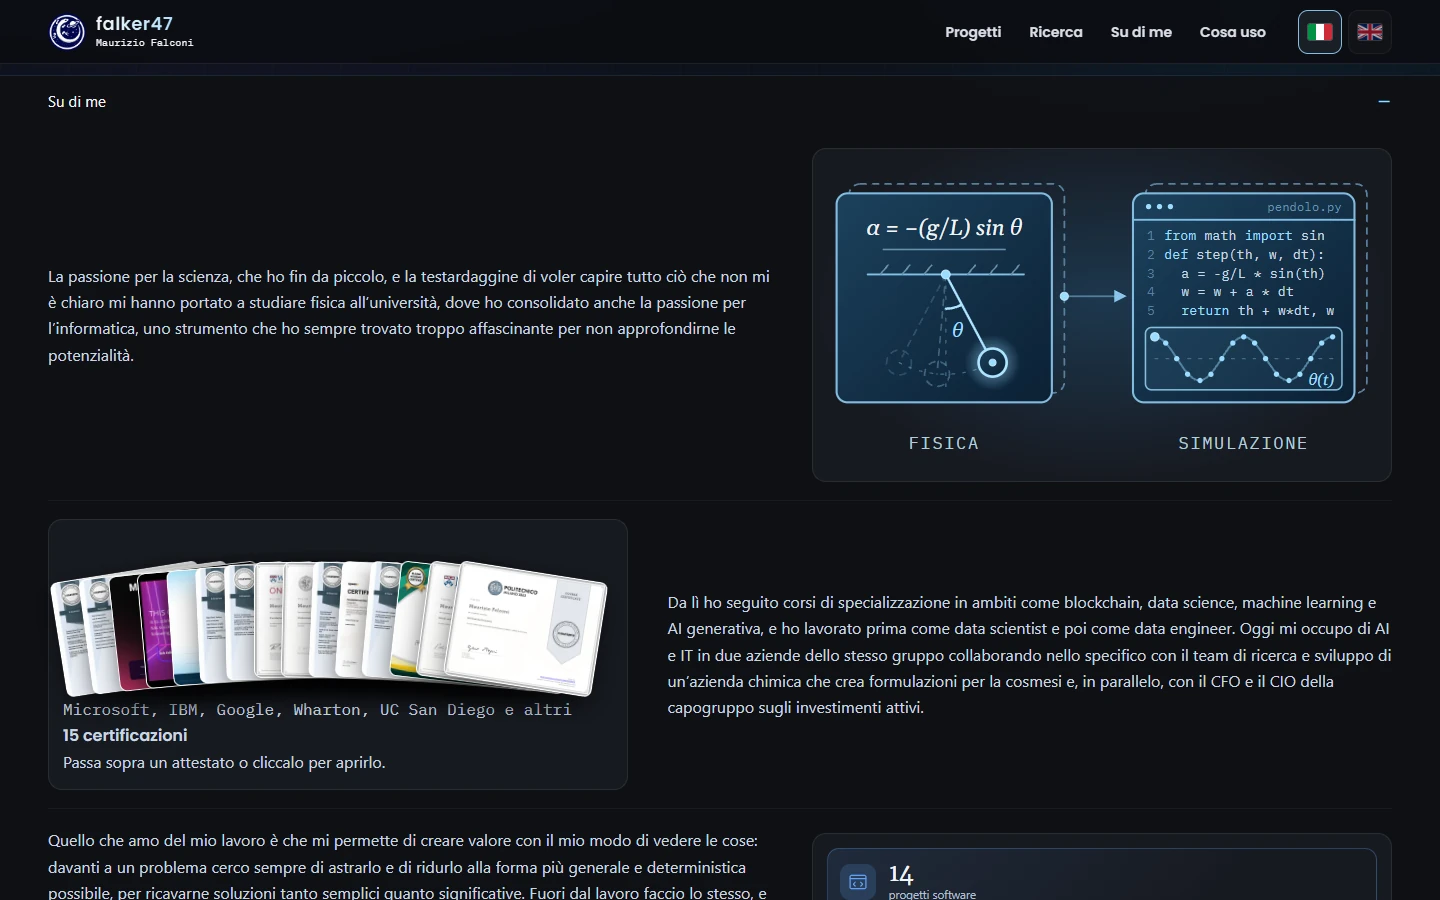 falker47
Maurizio Falconi
Progetti
Ricerca
Su di me
Cosa uso
Su di me
La passione per la scienza, che ho fin da piccolo, e la testardaggine di voler capire tutto ciò che non mi
è chiaro mi hanno portato a studiare fisica all’università, dove ho consolidato anche la passione per
l’informatica, uno strumento che ho sempre trovato troppo affascinante per non approfondirne le
potenzialità.
α = −(g/L) sin θ
θ
FISICA
pendolo.py
1 from math import sin
2 def step(th, w, dt):
3 a = -g/L * sin(th)
4 w = w + a * dt
5 return th + w*dt, w
θ(t)
SIMULAZIONE
POLITECNICO
Maurizio Falconi
Microsoft, IBM, Google, Wharton, UC San Diego e altri
15 certificazioni
Passa sopra un attestato o cliccalo per aprirlo.
Da lì ho seguito corsi di specializzazione in ambiti come blockchain, data science, machine learning e
AI generativa, e ho lavorato prima come data scientist e poi come data engineer. Oggi mi occupo di AI
e IT in due aziende dello stesso gruppo collaborando nello specifico con il team di ricerca e sviluppo di
un’azienda chimica che crea formulazioni per la cosmesi e, in parallelo, con il CFO e il CIO della
capogruppo sugli investimenti attivi.
Quello che amo del mio lavoro è che mi permette di creare valore con il mio modo di vedere le cose:
davanti a un problema cerco sempre di astrarlo e di ridurlo alla forma più generale e deterministica
possibile, per ricavarne soluzioni tanto semplici quanto significative. Fuori dal lavoro faccio lo stesso, e
14
progetti software